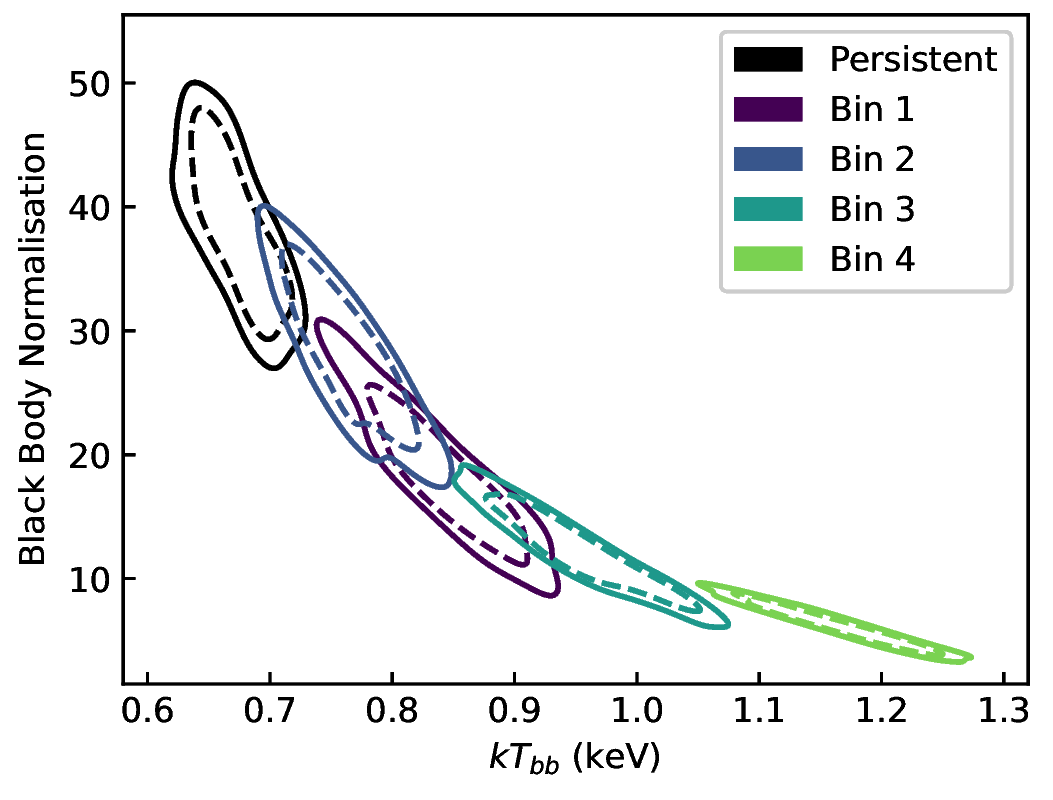 Persistent
Bin 1
Bin 2
Bin 3
Bin 4
Black Body Normalisation
50
40
30
20
10
0.6 0.7 0.8 0.9 1.0 1.1 1.2 1.3
kT_bb (keV)